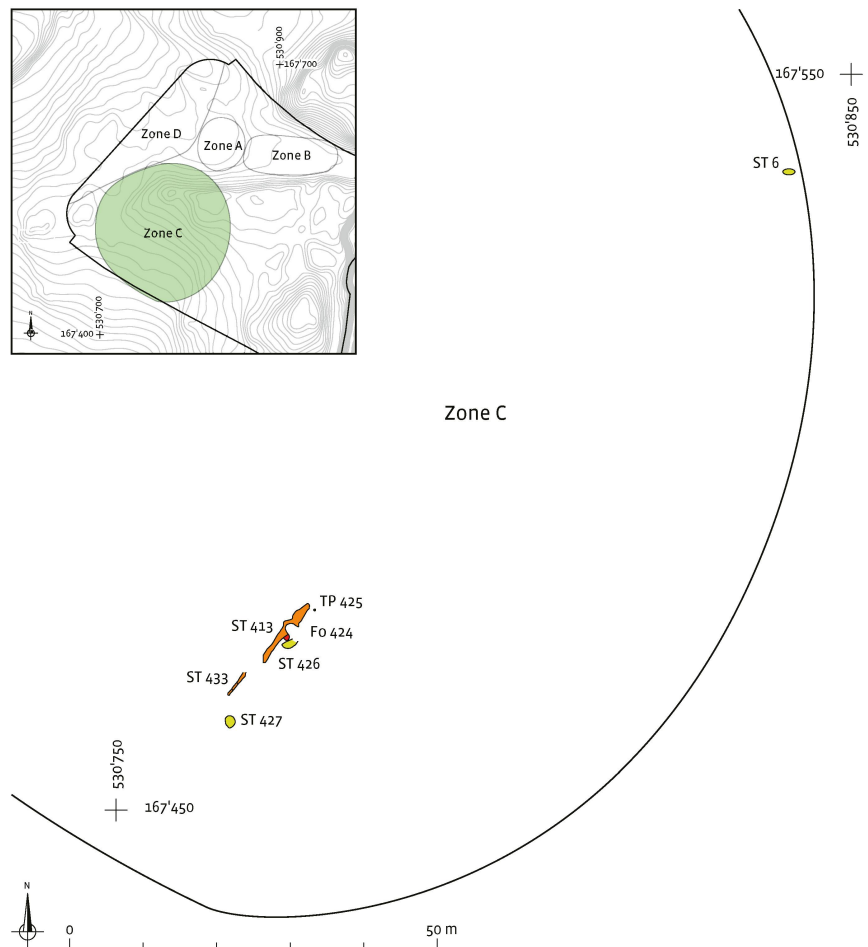 530'900
167'700
Zone D
Zone A
Zone B
Zone C
530'700
167'400
N
167'550
530'850
ST 6
Zone C
TP 425
ST 413
Fo 424
ST 426
ST 433
ST 427
530'750
167'450
N
0
50 m